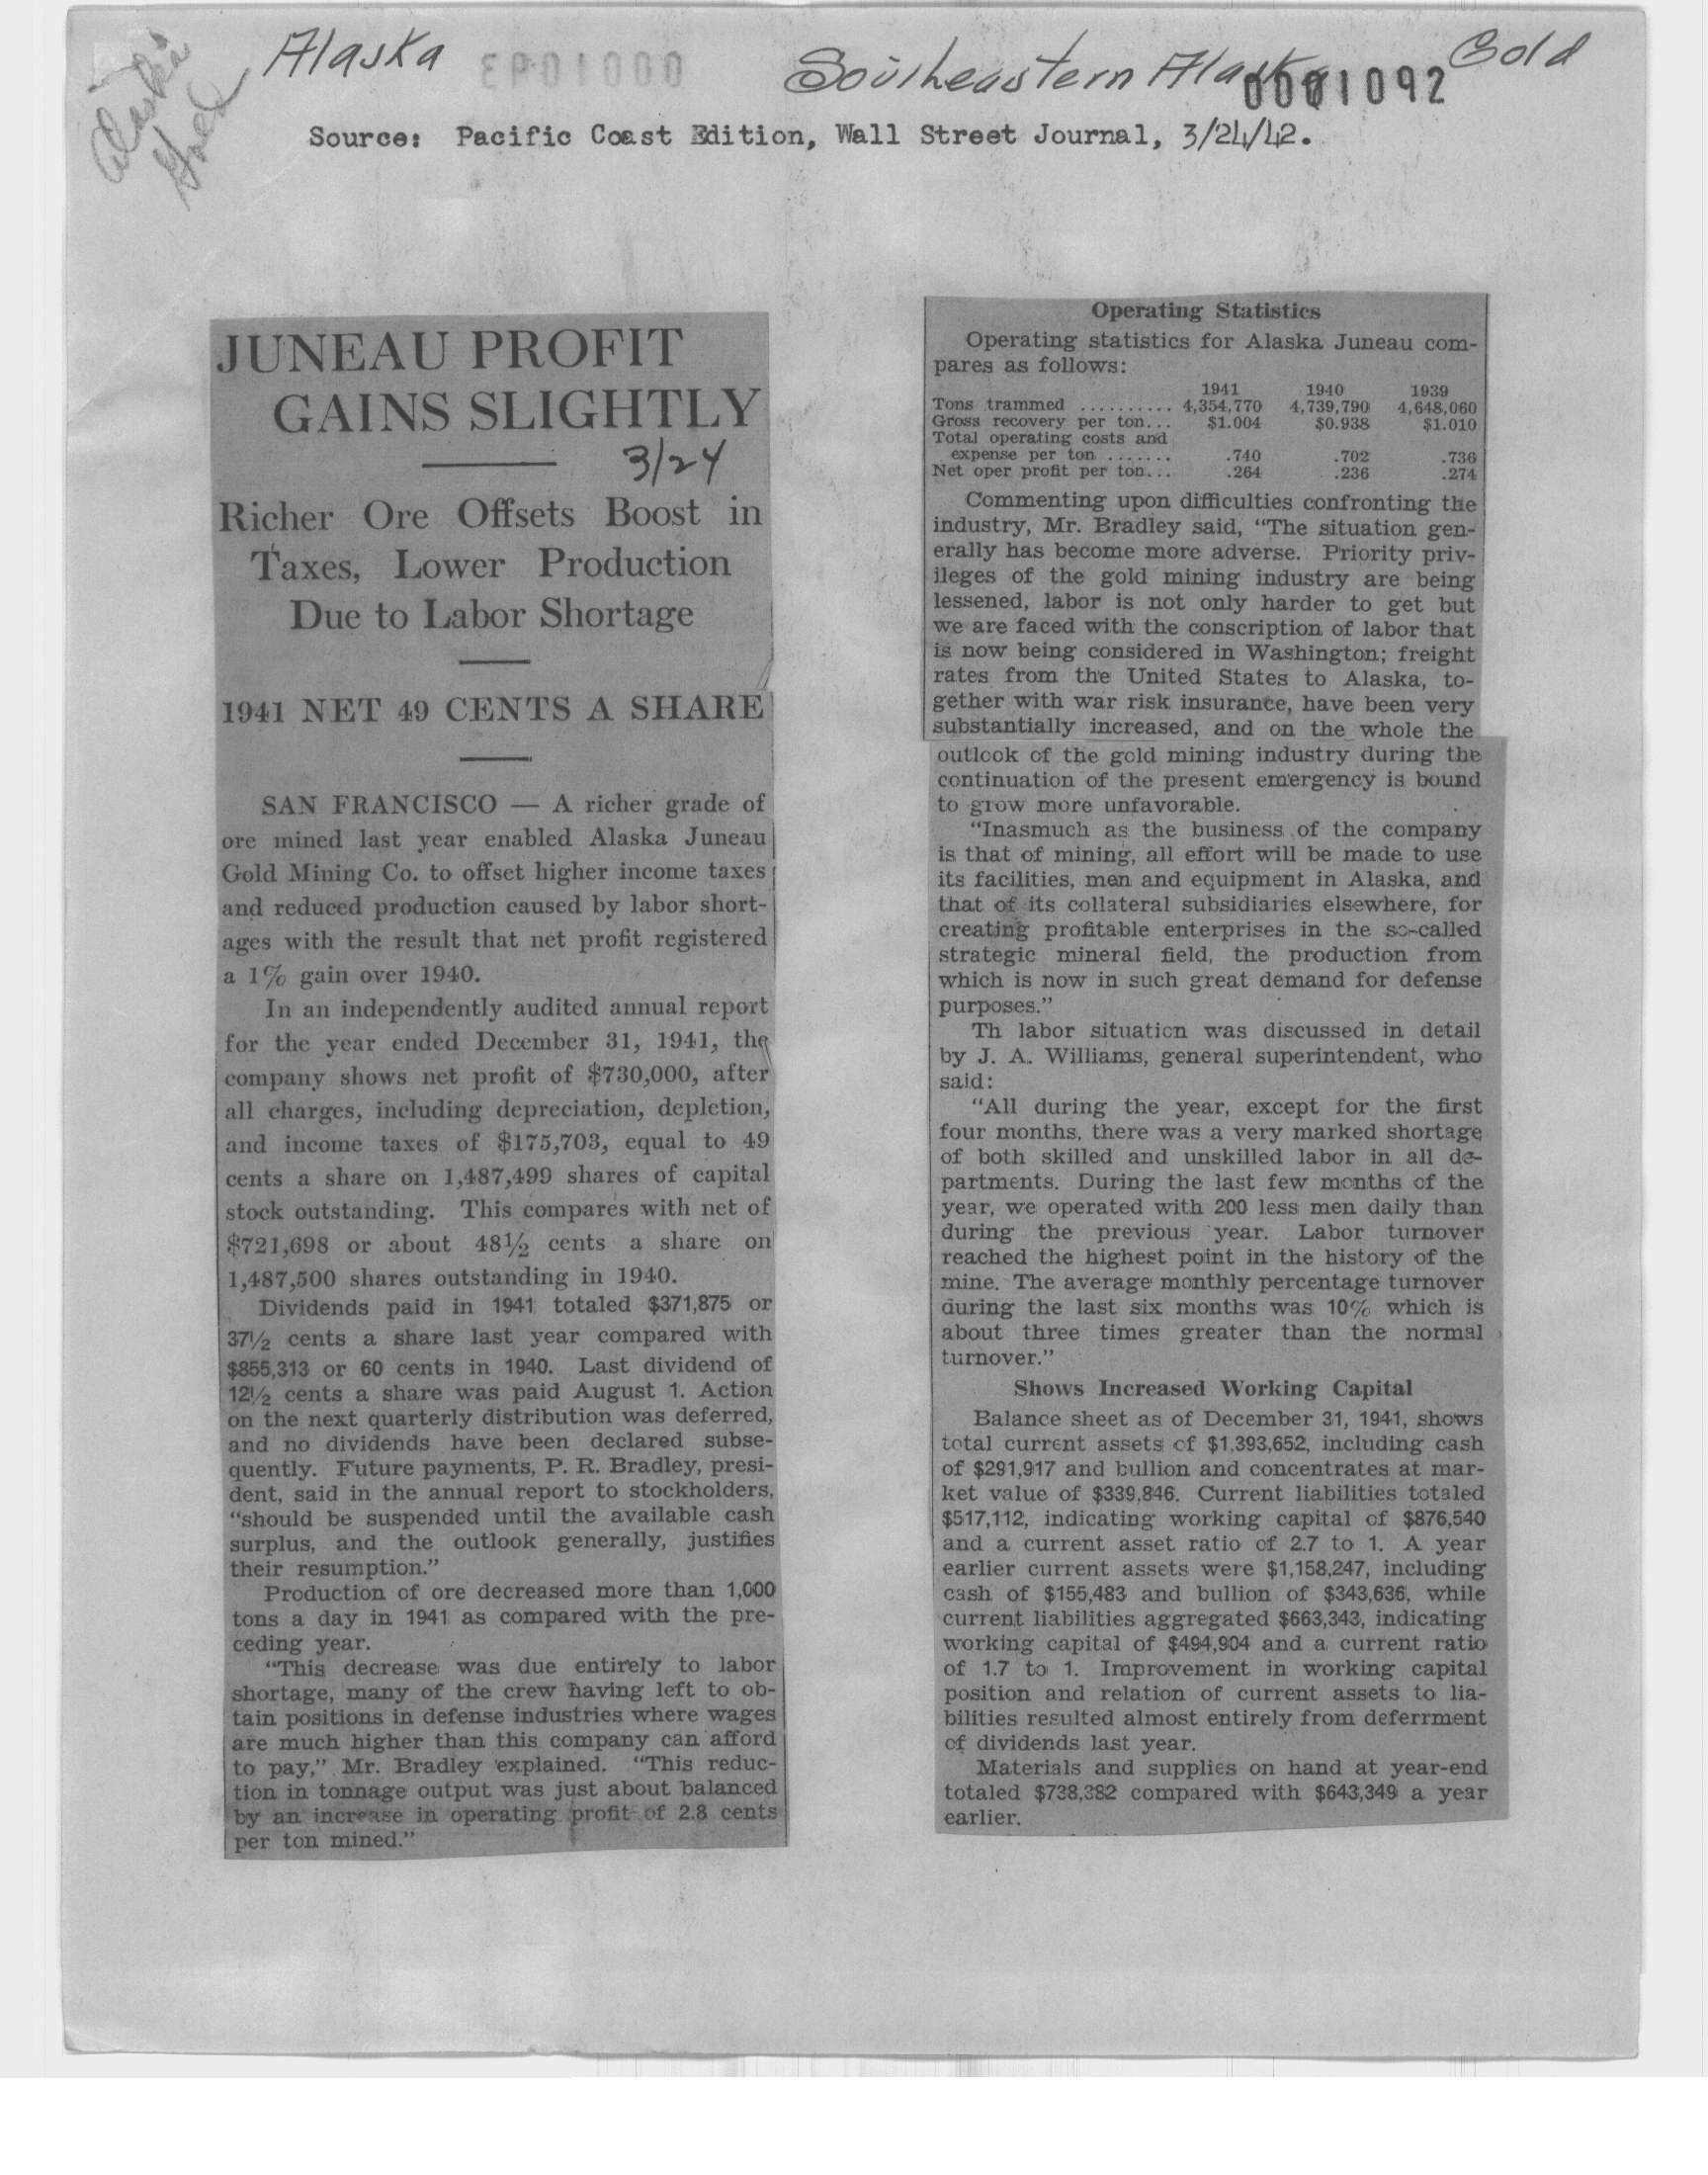 Alaska
Gold
Alaska
EP01000
Southeastern Alaska
Gold
0001092
Source: Pacific Coast Edition, Wall Street Journal, 3/24/42.
JUNEAU PROFIT
GAINS SLIGHTLY
3/24
Richer Ore Offsets Boost in
Taxes, Lower Production
Due to Labor Shortage
1941 NET 49 CENTS A SHARE
SAN FRANCISCO — A richer grade of
ore mined last year enabled Alaska Juneau
Gold Mining Co. to offset higher income taxes
and reduced production caused by labor short-
ages with the result that net profit registered
a 1% gain over 1940.
In an independently audited annual report
for the year ended December 31, 1941, the
company shows net profit of $730,000, after
all charges, including depreciation, depletion,
and income taxes of $175,703, equal to 49
cents a share on 1,487,499 shares of capital
stock outstanding. This compares with net of
$721,698 or about 48½ cents a share on
1,487,500 shares outstanding in 1940.
Dividends paid in 1941 totaled $371,875 or
37½ cents a share last year compared with
$855,313 or 60 cents in 1940. Last dividend of
12½ cents a share was paid August 1. Action
on the next quarterly distribution was deferred,
and no dividends have been declared subse-
quently. Future payments, P. R. Bradley, presi-
dent, said in the annual report to stockholders,
“should be suspended until the available cash
surplus, and the outlook generally, justifies
their resumption.”
Production of ore decreased more than 1,000
tons a day in 1941 as compared with the pre-
ceding year.
“This decrease was due entirely to labor
shortage, many of the crew having left to ob-
tain positions in defense industries where wages
are much higher than this company can afford
to pay,” Mr. Bradley explained. “This reduc-
tion in tonnage output was just about balanced
by an increase in operating profit of 2.8 cents
per ton mined.”
Operating Statistics
Operating statistics for Alaska Juneau com-
pares as follows:
1941 1940 1939
Tons trammed .......... 4,354,770 4,739,790 4,648,060
Gross recovery per ton... $1.004 $0.938 $1.010
Total operating costs and
expense per ton ....... .740 .702 .736
Net oper profit per ton... .264 .236 .274
Commenting upon difficulties confronting the
industry, Mr. Bradley said, “The situation gen-
erally has become more adverse. Priority priv-
ileges of the gold mining industry are being
lessened, labor is not only harder to get but
we are faced with the conscription of labor that
is now being considered in Washington; freight
rates from the United States to Alaska, to-
gether with war risk insurance, have been very
substantially increased, and on the whole the
outlook of the gold mining industry during the
continuation of the present emergency is bound
to grow more unfavorable.
“Inasmuch as the business of the company
is that of mining, all effort will be made to use
its facilities, men and equipment in Alaska, and
that of its collateral subsidiaries elsewhere, for
creating profitable enterprises in the so-called
strategic mineral field, the production from
which is now in such great demand for defense
purposes.”
Th labor situation was discussed in detail
by J. A. Williams, general superintendent, who
said:
“All during the year, except for the first
four months, there was a very marked shortage
of both skilled and unskilled labor in all de-
partments. During the last few months of the
year, we operated with 200 less men daily than
during the previous year. Labor turnover
reached the highest point in the history of the
mine. The average monthly percentage turnover
during the last six months was 10% which is
about three times greater than the normal
turnover.”
Shows Increased Working Capital
Balance sheet as of December 31, 1941, shows
total current assets of $1,393,652, including cash
of $291,917 and bullion and concentrates at mar-
ket value of $339,846. Current liabilities totaled
$517,112, indicating working capital of $876,540
and a current asset ratio of 2.7 to 1. A year
earlier current assets were $1,158,247, including
cash of $155,483 and bullion of $343,636, while
current liabilities aggregated $663,343, indicating
working capital of $494,904 and a current ratio
of 1.7 to 1. Improvement in working capital
position and relation of current assets to lia-
bilities resulted almost entirely from deferrment
of dividends last year.
Materials and supplies on hand at year-end
totaled $738,382 compared with $643,349 a year
earlier.